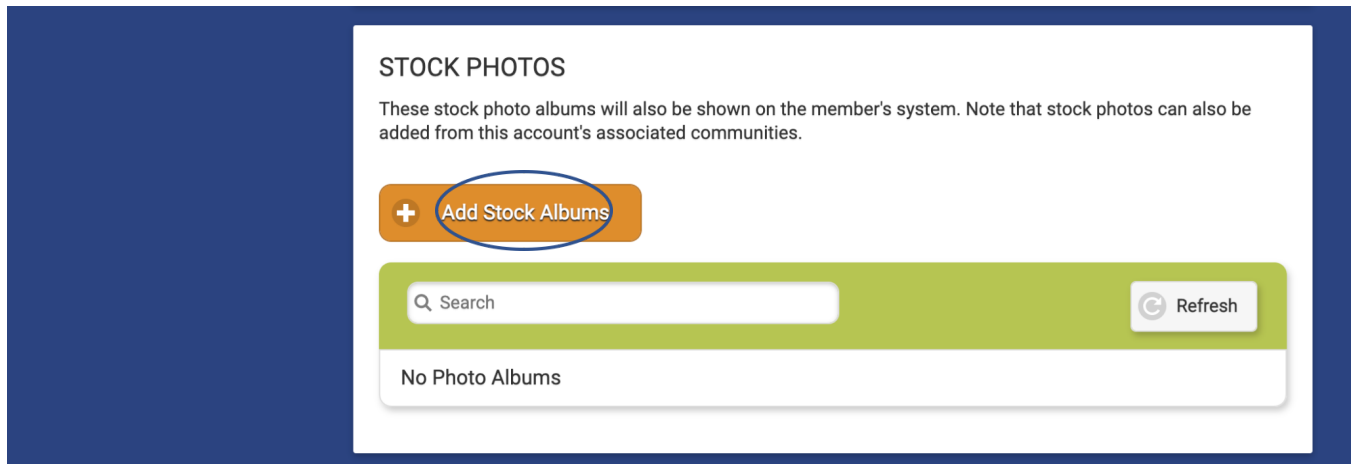 STOCK PHOTOS
These stock photo albums will also be shown on the member's system. Note that stock photos can also be
added from this account's associated communities.
Add Stock Albums
Search
Refresh
No Photo Albums